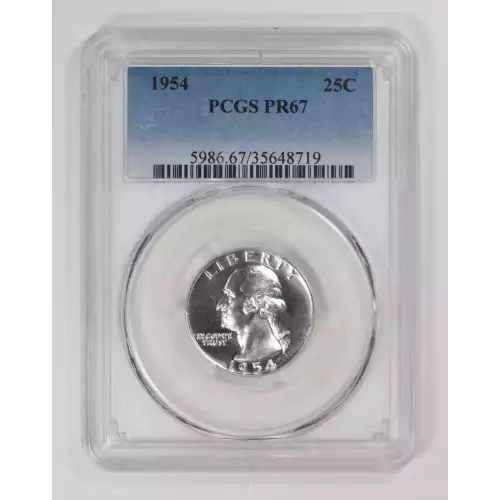 1954 25C
PCGS PR67
5986.67/35648719
LIBERTY
IN GOD WE
TRUST
1954